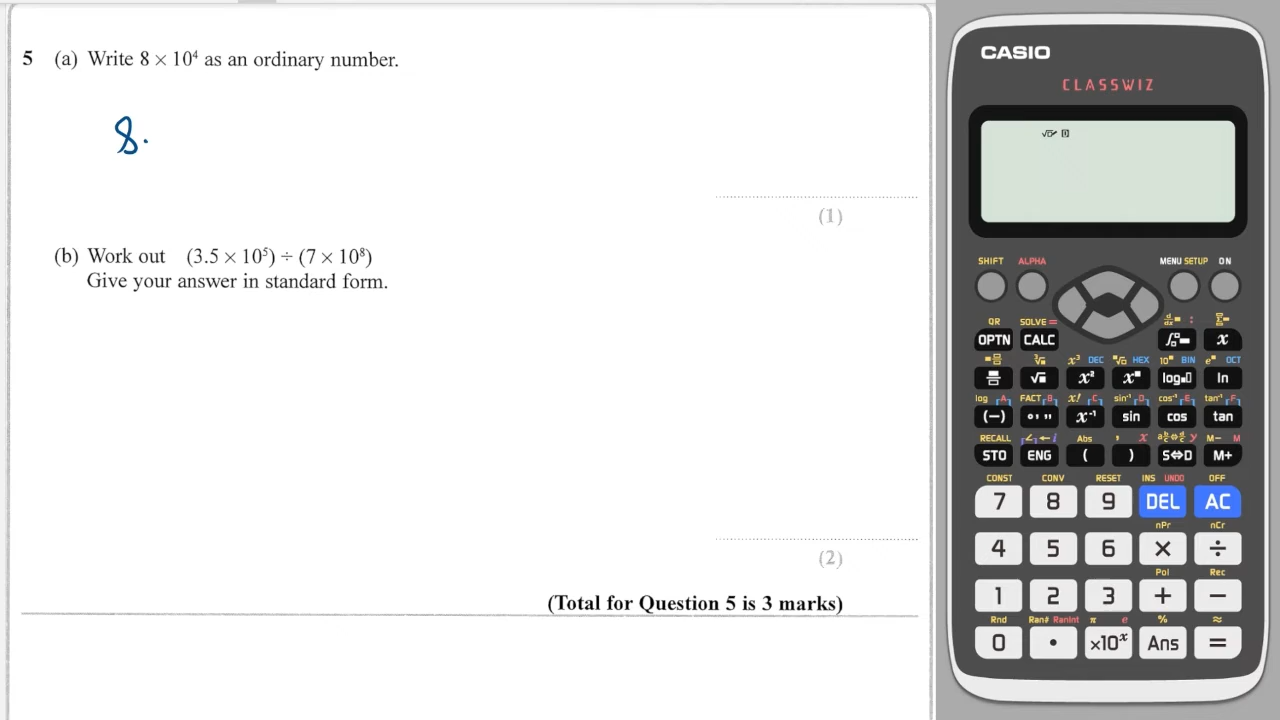 5 (a) Write 8 × 10⁴ as an ordinary number.
8.
(1)
(b) Work out (3.5 × 10⁵) ÷ (7 × 10⁸)
Give your answer in standard form.
(2)
(Total for Question 5 is 3 marks)
CASIO
CLASSWIZ
SHIFT ALPHA MENU SETUP ON
QR SOLVE =
OPTN CALC x
x³ DEC HEX 10■ BIN e■ OCT
√■ x² x■ log■□ ln
log A FACT B x! C sin⁻¹ D cos⁻¹ E tan⁻¹ F
(−) ° ’ ” x⁻¹ sin cos tan
RECALL ∠ ← i Abs , x a b/c⇔d/c y M− M
STO ENG ( ) S⇔D M+
CONST CONV RESET INS UNDO OFF
7 8 9 DEL AC
nPr nCr
4 5 6 × ÷
Pol Rec
1 2 3 + −
Rnd Ran# RanInt π e % ≈
0 • ×10ˣ Ans =